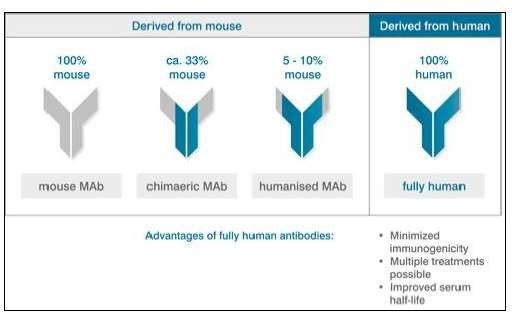 Derived from mouse
Derived from human
100%
mouse
ca. 33%
mouse
5 - 10%
mouse
100%
human
mouse MAb
chimaeric MAb
humanised MAb
fully human
Advantages of fully human antibodies:
• Minimized
immunogenicity
• Multiple treatments
possible
• Improved serum
half-life